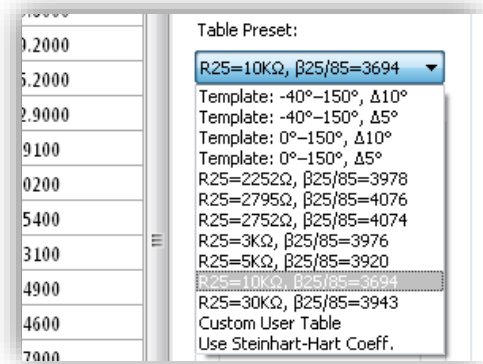 Table Preset:
0.2000
R25=10KΩ, β25/85=3694
5.2000
Template: -40°–150°, Δ10°
2.9000
Template: -40°–150°, Δ5°
Template: 0°–150°, Δ10°
9100
Template: 0°–150°, Δ5°
R25=2252Ω, β25/85=3978
0200
R25=2795Ω, β25/85=4076
5400
R25=2752Ω, β25/85=4074
R25=3KΩ, β25/85=3976
3100
R25=5KΩ, β25/85=3920
4900
R25=10KΩ, β25/85=3694
R25=30KΩ, β25/85=3943
4600
Custom User Table
Use Steinhart-Hart Coeff.
7900